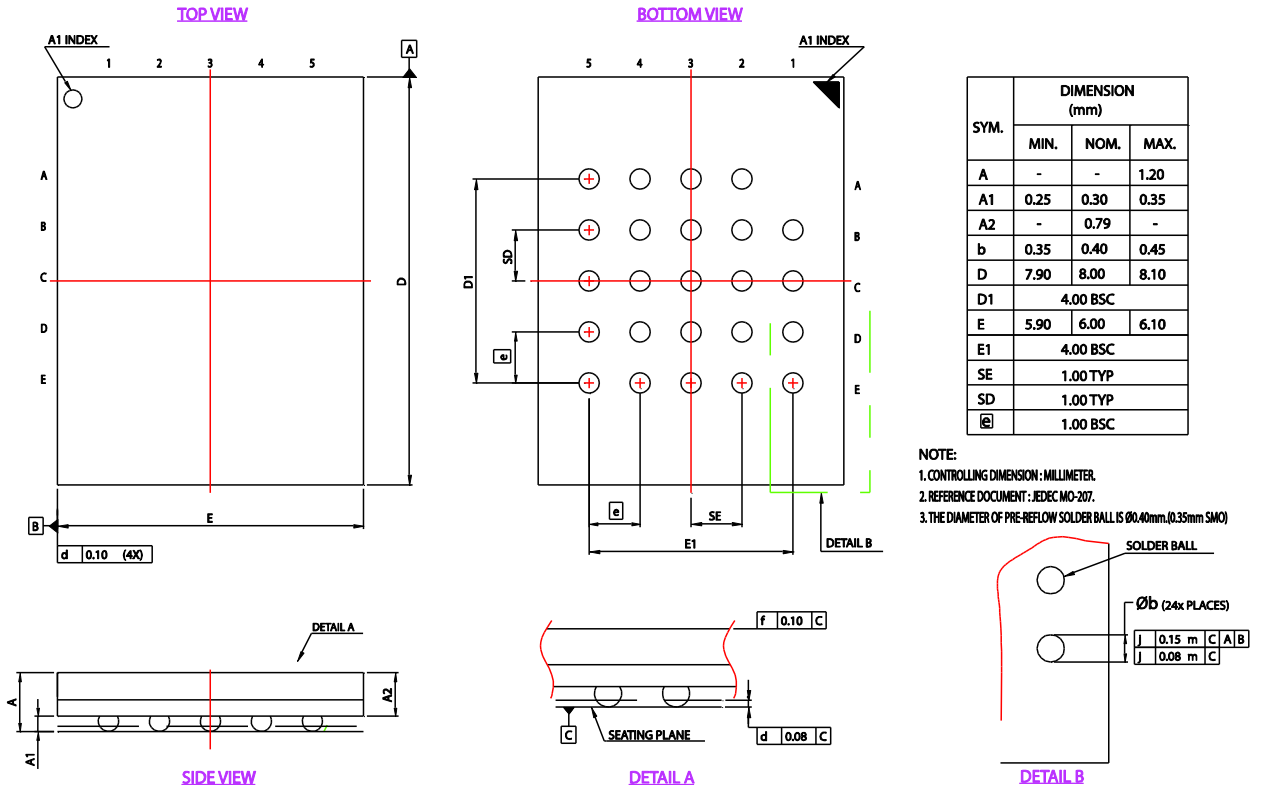 TOP VIEW
A1 INDEX
1 2 3 4 5
A
A
B
C
D
E
D
E
B
d 0.10 (4X)
BOTTOM VIEW
A1 INDEX
5 4 3 2 1
A
B
C
D
E
D1
SD
e
e
SE
E1
DETAIL B
SYM.
DIMENSION
(mm)
MIN. NOM. MAX.
A - - 1.20
A1 0.25 0.30 0.35
A2 - 0.79 -
b 0.35 0.40 0.45
D 7.90 8.00 8.10
D1 4.00 BSC
E 5.90 6.00 6.10
E1 4.00 BSC
SE 1.00 TYP
SD 1.00 TYP
e 1.00 BSC
NOTE:
1. CONTROLLING DIMENSION : MILLIMETER.
2. REFERENCE DOCUMENT : JEDEC MO-207.
3. THE DIAMETER OF PRE-REFLOW SOLDER BALL IS Ø0.40mm.(0.35mm SMO)
DETAIL A
A
A1
A2
SIDE VIEW
f 0.10 C
C
SEATING PLANE
d 0.08 C
DETAIL A
SOLDER BALL
Øb (24x PLACES)
J 0.15 m C A B
J 0.08 m C
DETAIL B